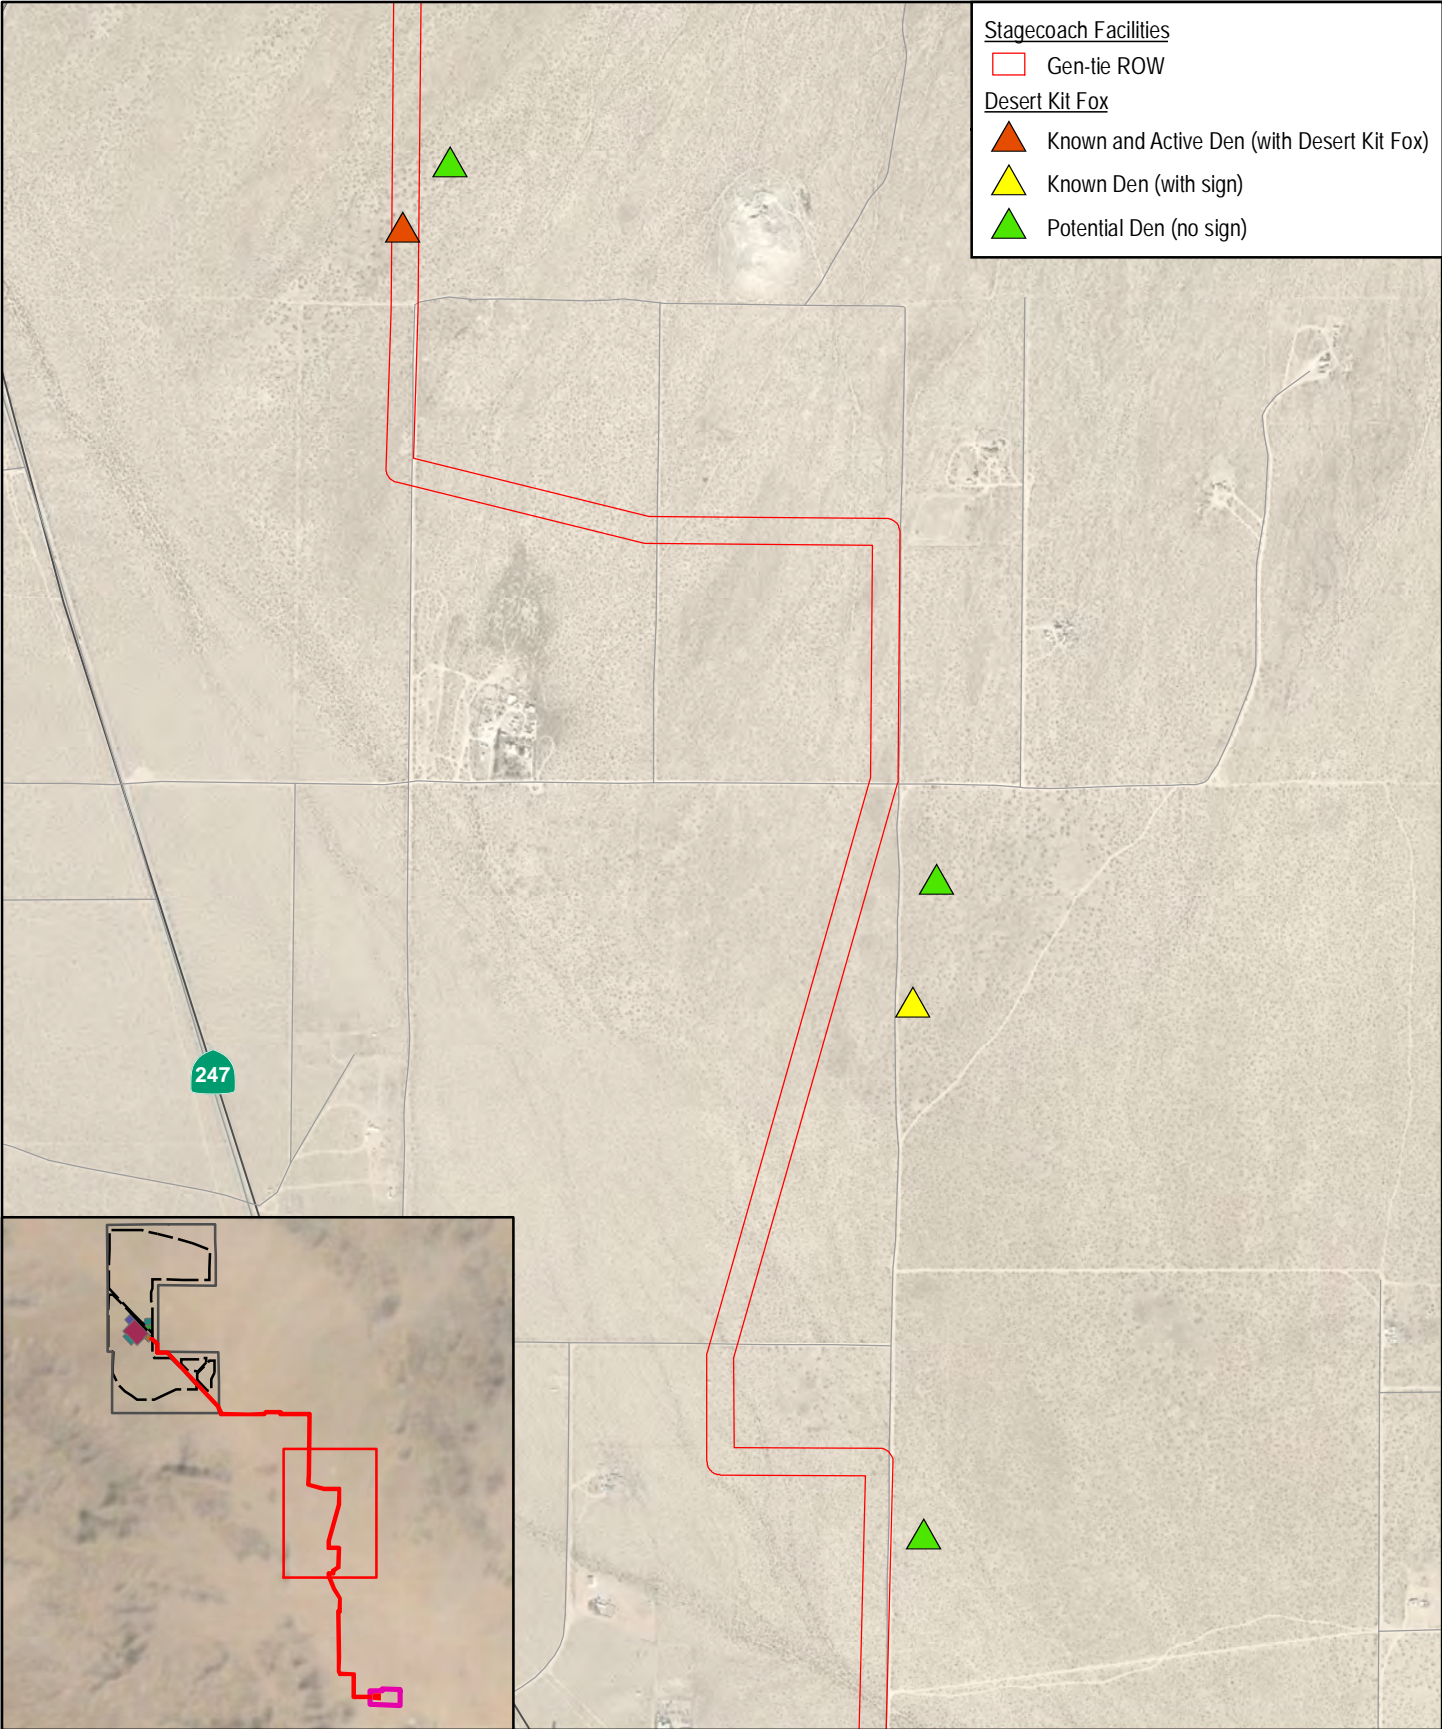 Stagecoach Facilities
Gen-tie ROW
Desert Kit Fox
Known and Active Den (with Desert Kit Fox)
Known Den (with sign)
Potential Den (no sign)
247